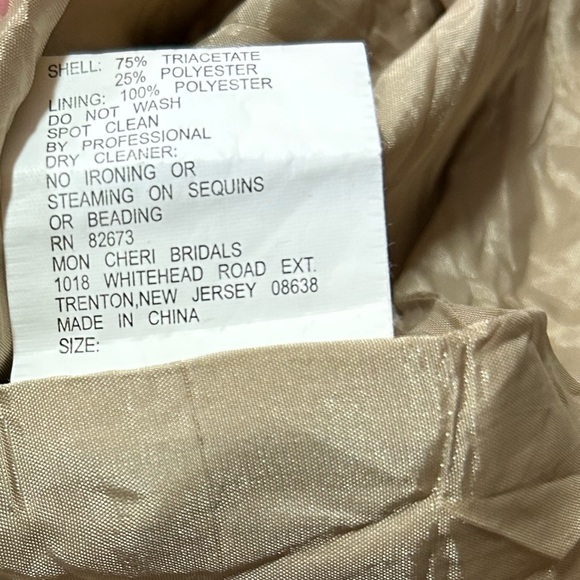 SHELL: 75% TRIACETATE
25% POLYESTER
LINING: 100% POLYESTER
DO NOT WASH
SPOT CLEAN
BY PROFESSIONAL
DRY CLEANER:
NO IRONING OR
STEAMING ON SEQUINS
OR BEADING
RN 82673
MON CHERI BRIDALS
1018 WHITEHEAD ROAD EXT.
TRENTON,NEW JERSEY 08638
MADE IN CHINA
SIZE: